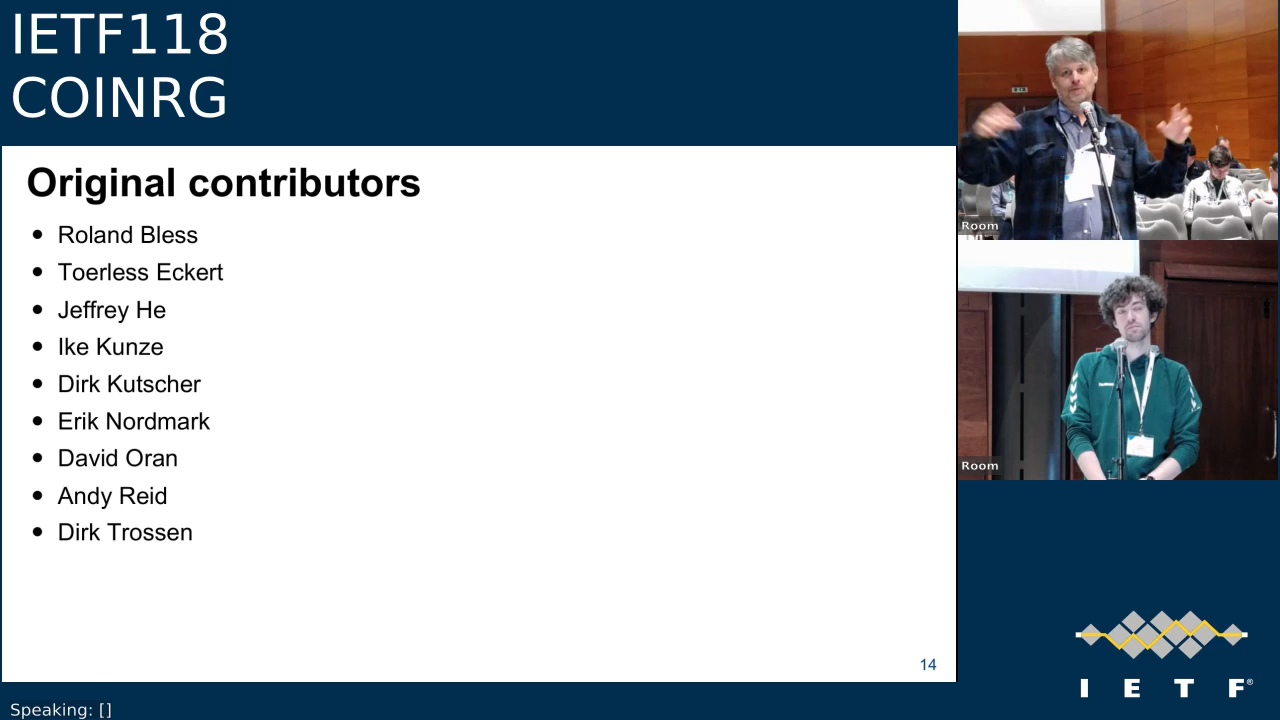 IETF118
COINRG
Original contributors
• Roland Bless
• Toerless Eckert
• Jeffrey He
• Ike Kunze
• Dirk Kutscher
• Erik Nordmark
• David Oran
• Andy Reid
• Dirk Trossen
14
Room
Room
I E T F®
Speaking: []